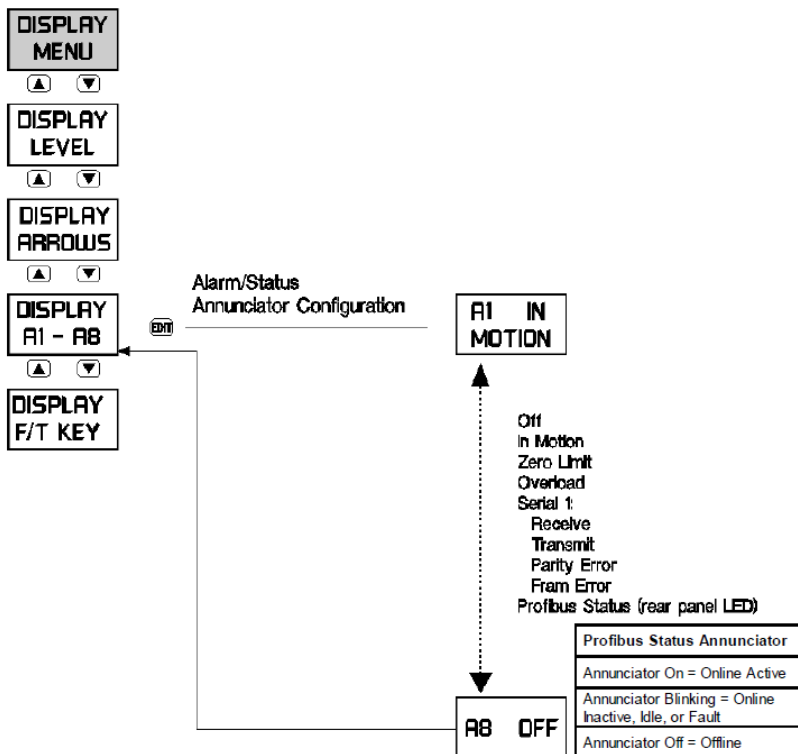 DISPLAY
MENU
DISPLAY
LEVEL
DISPLAY
ARROWS
DISPLAY
A1 - A8
DISPLAY
F/T KEY
EDIT
Alarm/Status
Annunciator Configuration
A1 IN
MOTION
Off
In Motion
Zero Limit
Overload
Serial 1:
Receive
Transmit
Parity Error
Fram Error
Profibus Status (rear panel LED)
Profibus Status Annunciator
Annunciator On = Online Active
Annunciator Blinking = Online
Inactive, Idle, or Fault
Annunciator Off = Offline
A8 OFF